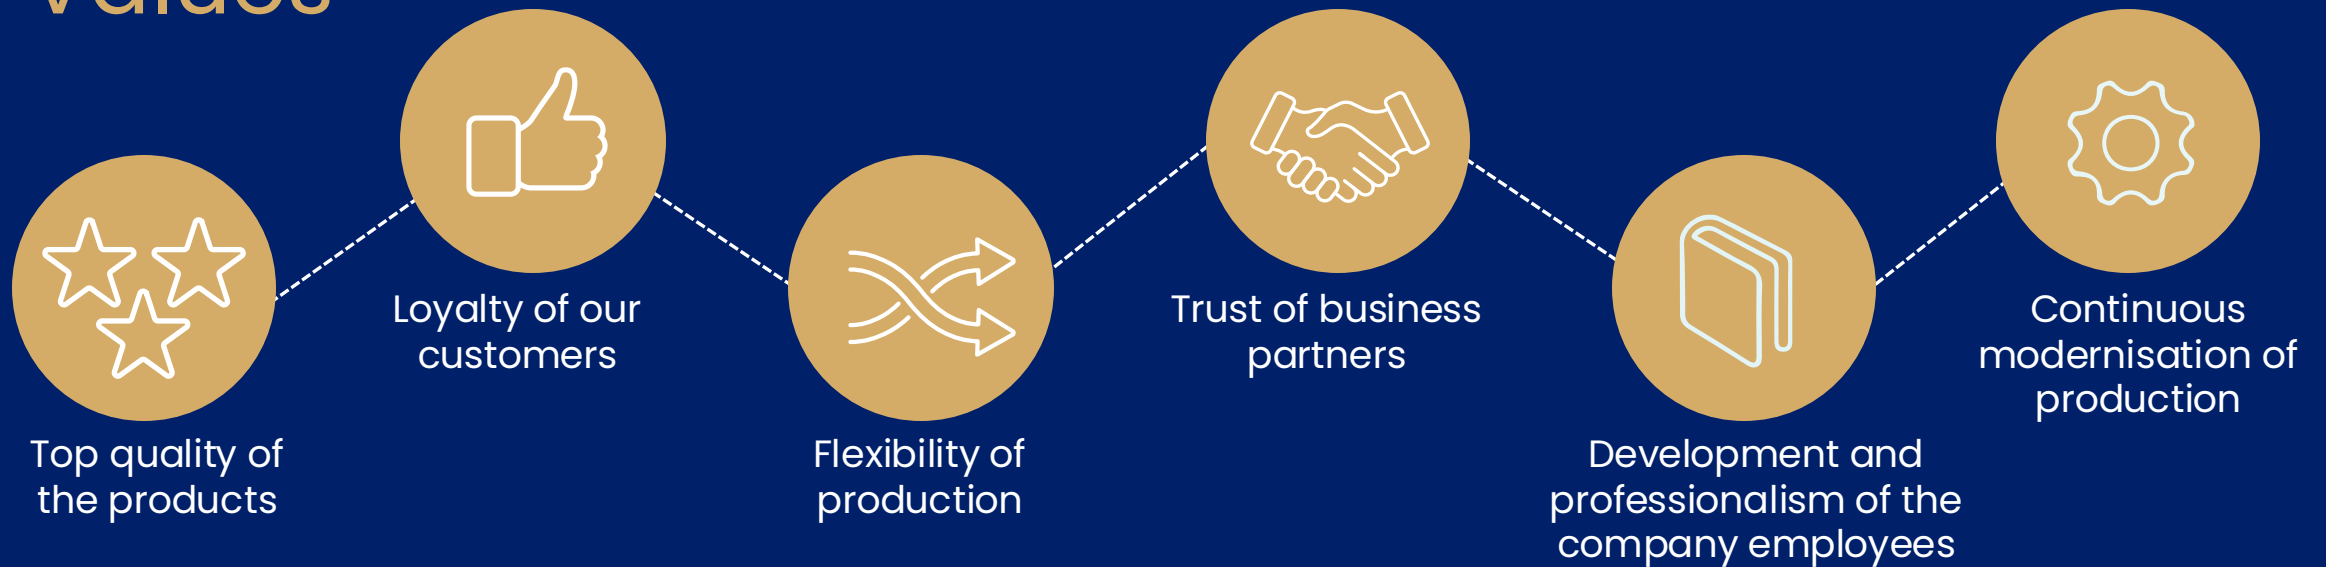 values
Top quality of
the products
Loyalty of our
customers
Flexibility of
production
Trust of business
partners
Development and
professionalism of the
company employees
Continuous
modernisation of
production